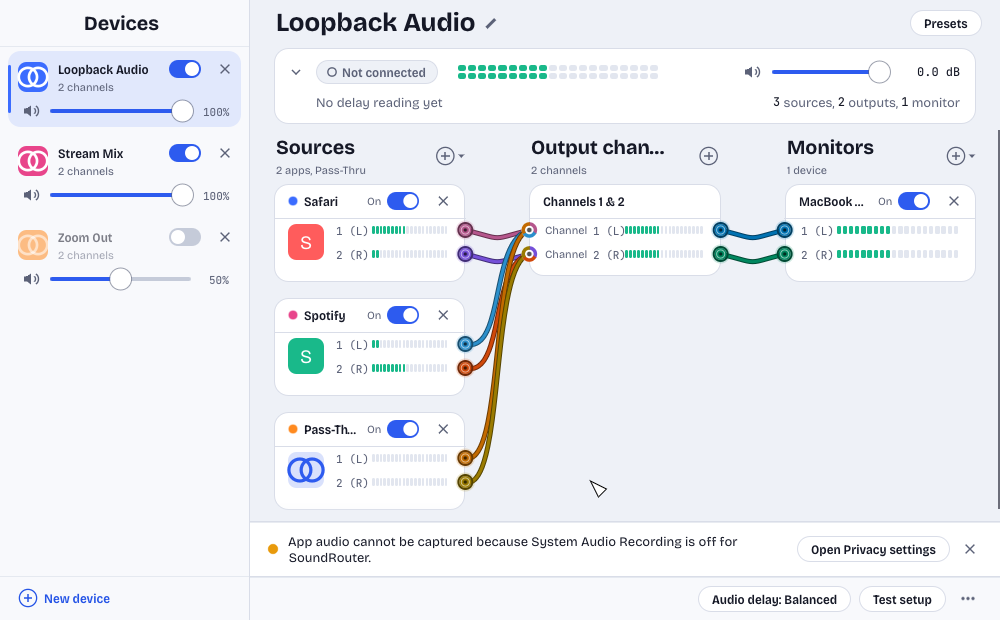 Devices
Loopback Audio
2 channels
100%
Stream Mix
2 channels
100%
Zoom Out
2 channels
50%
New device
Loopback Audio
Presets
Not connected
0.0 dB
No delay reading yet
3 sources, 2 outputs, 1 monitor
Sources
2 apps, Pass-Thru
Output chan...
2 channels
Monitors
1 device
Safari
On
S
1 (L)
2 (R)
Spotify
On
S
1 (L)
2 (R)
Pass-Th...
On
1 (L)
2 (R)
Channels 1 & 2
Channel 1 (L)
Channel 2 (R)
MacBook ...
On
1 (L)
2 (R)
App audio cannot be captured because System Audio Recording is off for
SoundRouter.
Open Privacy settings
Audio delay: Balanced
Test setup